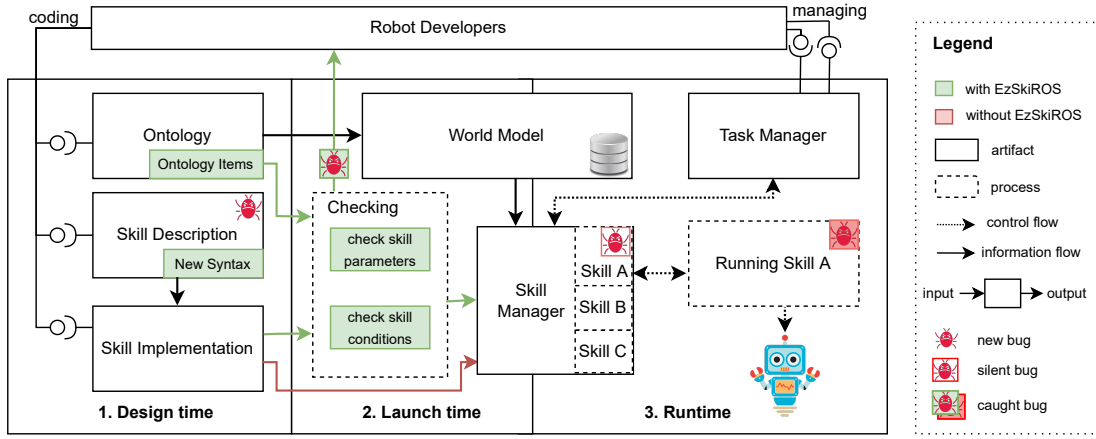 coding
Robot Developers
managing
Ontology
Ontology Items
World Model
Task Manager
Skill Description
New Syntax
Checking
check skill
parameters
check skill
conditions
Skill Implementation
Skill
Manager
Skill A
Skill B
Skill C
Running Skill A
1. Design time
2. Launch time
3. Runtime
Legend
with EzSkiROS
without EzSkiROS
artifact
process
control flow
information flow
input
output
new bug
silent bug
caught bug